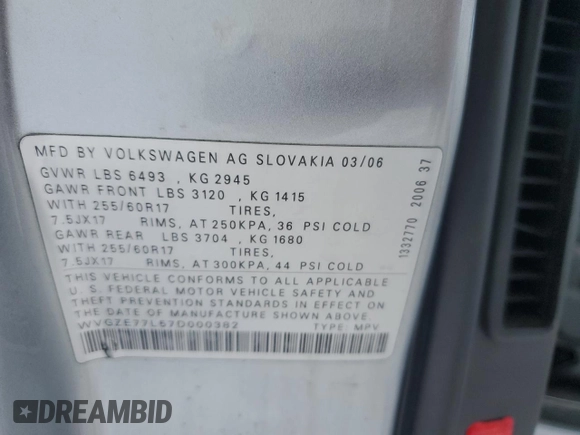 MFD BY VOLKSWAGEN AG SLOVAKIA 03/06
GVWR LBS 6493 , KG 2945
GAWR FRONT LBS 3120 , KG 1415
WITH 255/60R17 TIRES,
7.5JX17 RIMS, AT 250KPA, 36 PSI COLD
GAWR REAR LBS 3704 , KG 1680
WITH 255/60R17 TIRES,
7.5JX17 RIMS, AT 300KPA, 44 PSI COLD
THIS VEHICLE CONFORMS TO ALL APPLICABLE
U. S. FEDERAL MOTOR VEHICLE SAFETY AND
THEFT PREVENTION STANDARDS IN EFFECT ON
THE DATE OF MANUFACTURE SHOWN ABOVE.
WVGZE77L67D000382 TYPE: MPV
1332770 2006 37
DREAMBID